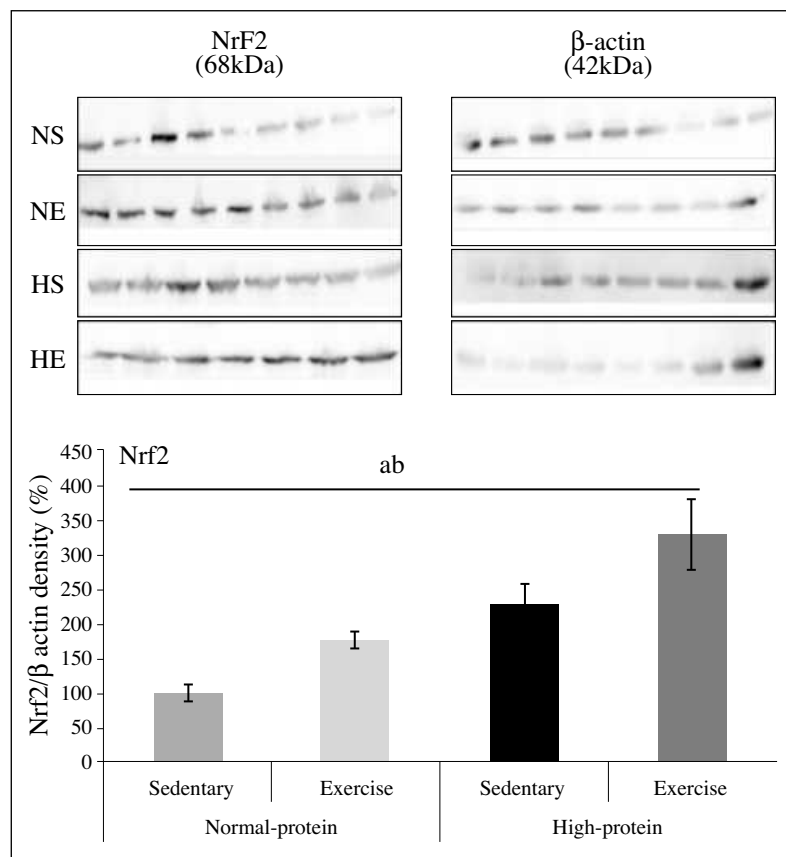 NrF2
(68kDa)
β-actin
(42kDa)
NS
NE
HS
HE
Nrf2
ab
Nrf2/β actin density (%)
450
400
350
300
250
200
150
100
50
0
Sedentary Exercise Sedentary Exercise
Normal-protein High-protein